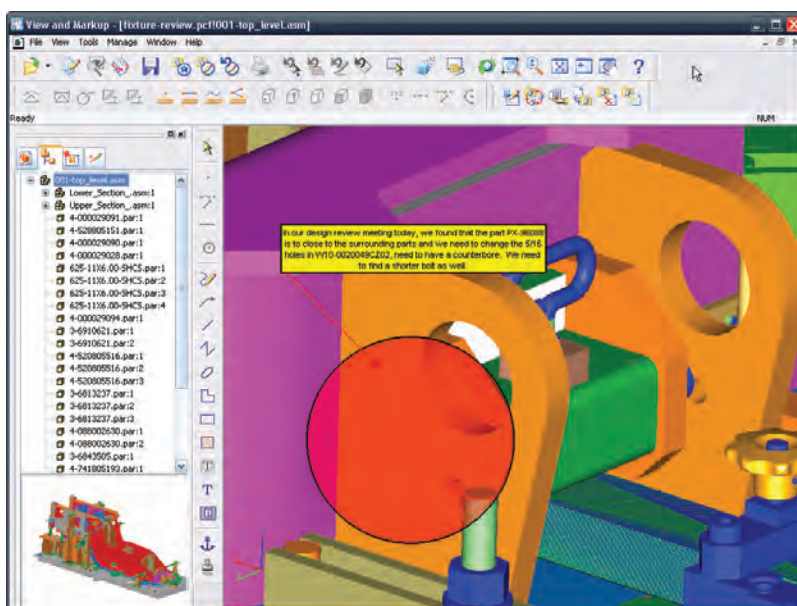 View and Markup - [fixture-review.pcf!001-top_level.asm]
File View Tools Manage Window Help
Ready
NUM
001-top_level.asm
Lower_Section_.asm:1
Upper_Section_.asm:1
4-000029091.par:1
4-528805151.par:1
4-000029090.par:1
4-000029028.par:1
625-11X6.00-SHCS.par:1
625-11X6.00-SHCS.par:2
625-11X6.00-SHCS.par:3
625-11X6.00-SHCS.par:4
4-000029094.par:1
3-6910621.par:1
3-6910621.par:2
4-520805516.par:1
4-520805516.par:2
4-520805516.par:3
3-6813237.par:1
3-6813237.par:2
3-6813237.par:3
4-088002630.par:1
4-088002630.par:2
3-6843505.par:1
4-741805193.par:1
In our design review meeting today, we found that the part PX-98088
is to close to the surrounding parts and we need to change the 5/16
holes in W10-0020049CZ02, need to have a counterbore. We need
to find a shorter bolt as well.